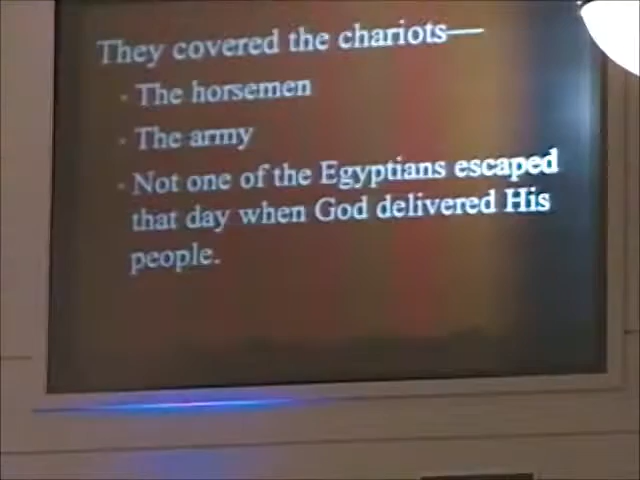 They covered the chariots—
· The horsemen
· The army
· Not one of the Egyptians escaped
that day when God delivered His
people.